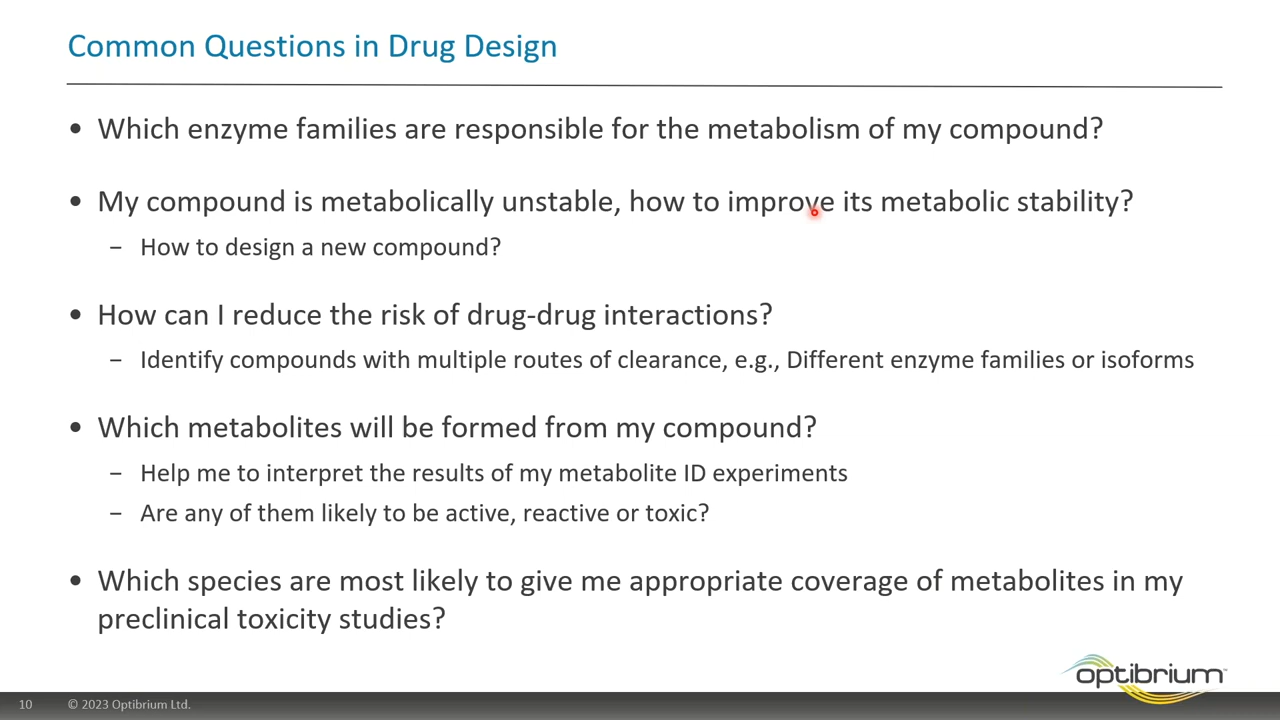 Common Questions in Drug Design
• Which enzyme families are responsible for the metabolism of my compound?
• My compound is metabolically unstable, how to improve its metabolic stability?
– How to design a new compound?
• How can I reduce the risk of drug-drug interactions?
– Identify compounds with multiple routes of clearance, e.g., Different enzyme families or isoforms
• Which metabolites will be formed from my compound?
– Help me to interpret the results of my metabolite ID experiments
– Are any of them likely to be active, reactive or toxic?
• Which species are most likely to give me appropriate coverage of metabolites in my
preclinical toxicity studies?
optibrium™
10 © 2023 Optibrium Ltd.